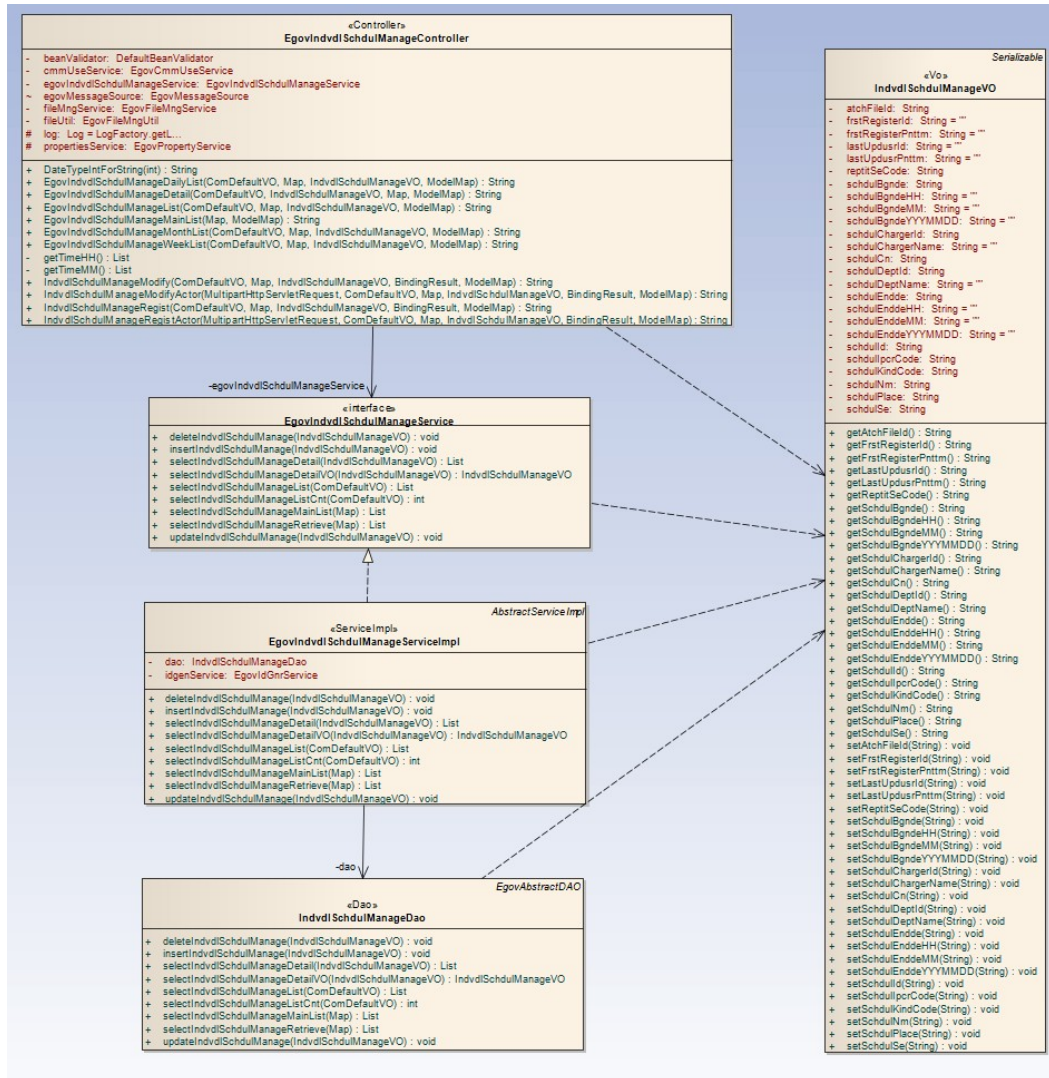 «Controller»
EgovIndvdlSchdulManageController
- beanValidator: DefaultBeanValidator
- cmmUseService: EgovCmmUseService
- egovIndvdlSchdulManageService: EgovIndvdlSchdulManageService
~ egovMessageSource: EgovMessageSource
- fileMngService: EgovFileMngService
- fileUtil: EgovFileMngUtil
# log: Log = LogFactory.getL...
# propertiesService: EgovPropertyService
+ DateTypeIntForString(int) : String
+ EgovIndvdlSchdulManageDailyList(ComDefaultVO, Map, IndvdlSchdulManageVO, ModelMap) : String
+ EgovIndvdlSchdulManageDetail(ComDefaultVO, IndvdlSchdulManageVO, Map, ModelMap) : String
+ EgovIndvdlSchdulManageList(ComDefaultVO, Map, IndvdlSchdulManageVO, ModelMap) : String
+ EgovIndvdlSchdulManageMainList(Map, ModelMap) : String
+ EgovIndvdlSchdulManageMonthList(ComDefaultVO, Map, IndvdlSchdulManageVO, ModelMap) : String
+ EgovIndvdlSchdulManageWeekList(ComDefaultVO, Map, IndvdlSchdulManageVO, ModelMap) : String
- getTimeHH() : List
- getTimeMM() : List
+ IndvdlSchdulManageModify(ComDefaultVO, Map, IndvdlSchdulManageVO, BindingResult, ModelMap) : String
+ IndvdlSchdulManageModifyActor(MultipartHttpServletRequest, ComDefaultVO, Map, IndvdlSchdulManageVO, BindingResult, ModelMap) : String
+ IndvdlSchdulManageRegist(ComDefaultVO, Map, IndvdlSchdulManageVO, BindingResult, ModelMap) : String
+ IndvdlSchdulManageRegistActor(MultipartHttpServletRequest, ComDefaultVO, Map, IndvdlSchdulManageVO, BindingResult, ModelMap) : String
-egovIndvdlSchdulManageService
«interface»
EgovIndvdlSchdulManageService
+ deleteIndvdlSchdulManage(IndvdlSchdulManageVO) : void
+ insertIndvdlSchdulManage(IndvdlSchdulManageVO) : void
+ selectIndvdlSchdulManageDetail(IndvdlSchdulManageVO) : List
+ selectIndvdlSchdulManageDetailVO(IndvdlSchdulManageVO) : IndvdlSchdulManageVO
+ selectIndvdlSchdulManageList(ComDefaultVO) : List
+ selectIndvdlSchdulManageListCnt(ComDefaultVO) : int
+ selectIndvdlSchdulManageMainList(Map) : List
+ selectIndvdlSchdulManageRetrieve(Map) : List
+ updateIndvdlSchdulManage(IndvdlSchdulManageVO) : void
AbstractServiceImpl
«ServiceImpl»
EgovIndvdlSchdulManageServiceImpl
- dao: IndvdlSchdulManageDao
- idgenService: EgovIdGnrService
+ deleteIndvdlSchdulManage(IndvdlSchdulManageVO) : void
+ insertIndvdlSchdulManage(IndvdlSchdulManageVO) : void
+ selectIndvdlSchdulManageDetail(IndvdlSchdulManageVO) : List
+ selectIndvdlSchdulManageDetailVO(IndvdlSchdulManageVO) : IndvdlSchdulManageVO
+ selectIndvdlSchdulManageList(ComDefaultVO) : List
+ selectIndvdlSchdulManageListCnt(ComDefaultVO) : int
+ selectIndvdlSchdulManageMainList(Map) : List
+ selectIndvdlSchdulManageRetrieve(Map) : List
+ updateIndvdlSchdulManage(IndvdlSchdulManageVO) : void
-dao
EgovAbstractDAO
«Dao»
IndvdlSchdulManageDao
+ deleteIndvdlSchdulManage(IndvdlSchdulManageVO) : void
+ insertIndvdlSchdulManage(IndvdlSchdulManageVO) : void
+ selectIndvdlSchdulManageDetail(IndvdlSchdulManageVO) : List
+ selectIndvdlSchdulManageDetailVO(IndvdlSchdulManageVO) : IndvdlSchdulManageVO
+ selectIndvdlSchdulManageList(ComDefaultVO) : List
+ selectIndvdlSchdulManageListCnt(ComDefaultVO) : int
+ selectIndvdlSchdulManageMainList(Map) : List
+ selectIndvdlSchdulManageRetrieve(Map) : List
+ updateIndvdlSchdulManage(IndvdlSchdulManageVO) : void
Serializable
«Vo»
IndvdlSchdulManageVO
- atchFileId: String
- frstRegisterId: String = ""
- frstRegisterPnttm: String = ""
- lastUpdusrId: String = ""
- lastUpdusrPnttm: String = ""
- reptitSeCode: String
- schdulBgnde: String
- schdulBgndeHH: String = ""
- schdulBgndeMM: String = ""
- schdulBgndeYYYMMDD: String = ""
- schdulChargerId: String
- schdulChargerName: String = ""
- schdulCn: String
- schdulDeptId: String
- schdulDeptName: String = ""
- schdulEndde: String
- schdulEnddeHH: String = ""
- schdulEnddeMM: String = ""
- schdulEnddeYYYMMDD: String = ""
- schdulId: String
- schdulIpcrCode: String
- schdulKindCode: String
- schdulNm: String
- schdulPlace: String
- schdulSe: String
+ getAtchFileId() : String
+ getFrstRegisterId() : String
+ getFrstRegisterPnttm() : String
+ getLastUpdusrId() : String
+ getLastUpdusrPnttm() : String
+ getReptitSeCode() : String
+ getSchdulBgnde() : String
+ getSchdulBgndeHH() : String
+ getSchdulBgndeMM() : String
+ getSchdulBgndeYYYMMDD() : String
+ getSchdulChargerId() : String
+ getSchdulChargerName() : String
+ getSchdulCn() : String
+ getSchdulDeptId() : String
+ getSchdulDeptName() : String
+ getSchdulEndde() : String
+ getSchdulEnddeHH() : String
+ getSchdulEnddeMM() : String
+ getSchdulEnddeYYYMMDD() : String
+ getSchdulId() : String
+ getSchdulIpcrCode() : String
+ getSchdulKindCode() : String
+ getSchdulNm() : String
+ getSchdulPlace() : String
+ getSchdulSe() : String
+ setAtchFileId(String) : void
+ setFrstRegisterId(String) : void
+ setFrstRegisterPnttm(String) : void
+ setLastUpdusrId(String) : void
+ setLastUpdusrPnttm(String) : void
+ setReptitSeCode(String) : void
+ setSchdulBgnde(String) : void
+ setSchdulBgndeHH(String) : void
+ setSchdulBgndeMM(String) : void
+ setSchdulBgndeYYYMMDD(String) : void
+ setSchdulChargerId(String) : void
+ setSchdulChargerName(String) : void
+ setSchdulCn(String) : void
+ setSchdulDeptId(String) : void
+ setSchdulDeptName(String) : void
+ setSchdulEndde(String) : void
+ setSchdulEnddeHH(String) : void
+ setSchdulEnddeMM(String) : void
+ setSchdulEnddeYYYMMDD(String) : void
+ setSchdulId(String) : void
+ setSchdulIpcrCode(String) : void
+ setSchdulKindCode(String) : void
+ setSchdulNm(String) : void
+ setSchdulPlace(String) : void
+ setSchdulSe(String) : void